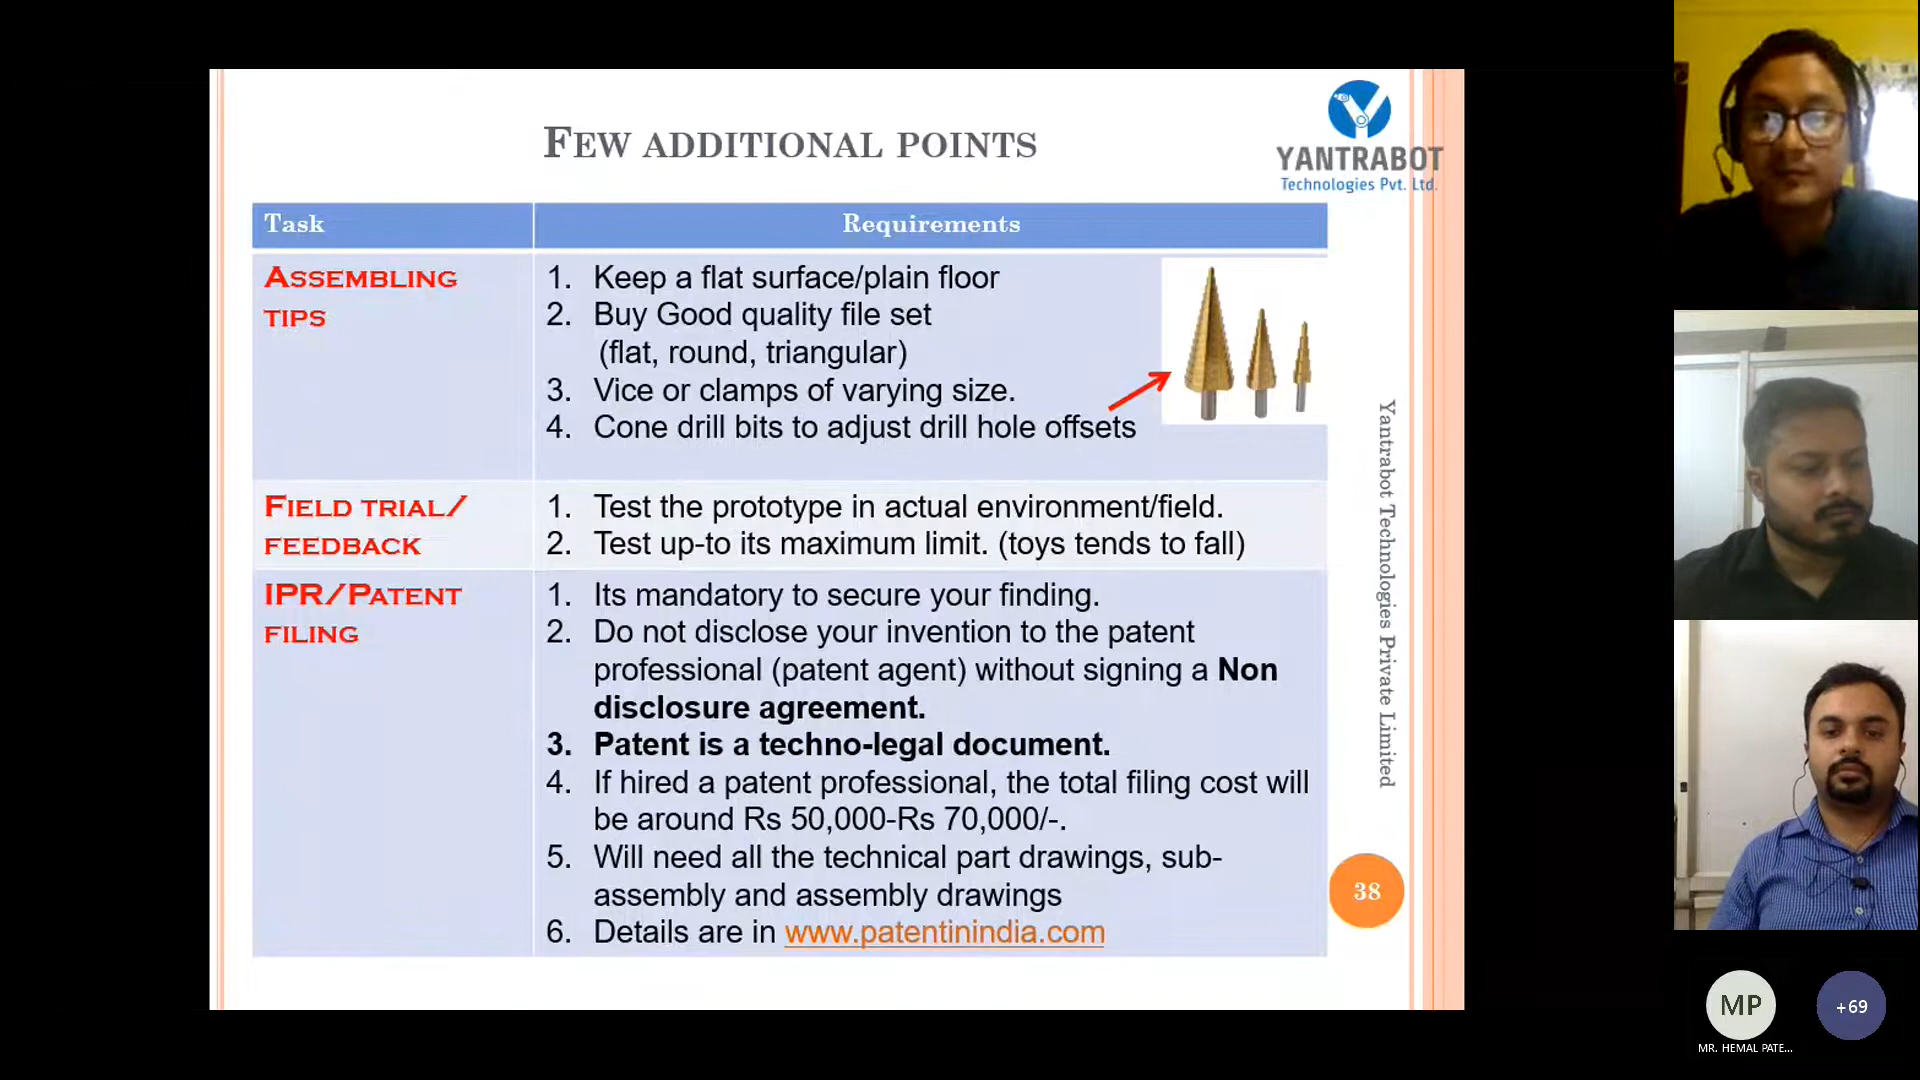 FEW ADDITIONAL POINTS
YANTRABOT
Technologies Pvt. Ltd.
Task
Requirements
ASSEMBLING
TIPS
1. Keep a flat surface/plain floor
2. Buy Good quality file set
(flat, round, triangular)
3. Vice or clamps of varying size.
4. Cone drill bits to adjust drill hole offsets
FIELD TRIAL/
FEEDBACK
1. Test the prototype in actual environment/field.
2. Test up-to its maximum limit. (toys tends to fall)
IPR/PATENT
FILING
1. Its mandatory to secure your finding.
2. Do not disclose your invention to the patent
professional (patent agent) without signing a Non
disclosure agreement.
3. Patent is a techno-legal document.
4. If hired a patent professional, the total filing cost will
be around Rs 50,000-Rs 70,000/-.
5. Will need all the technical part drawings, sub-
assembly and assembly drawings
6. Details are in www.patentinindia.com
Yantrabot Technologies Private Limited
38
MP
+69
MR. HEMAL PATE...